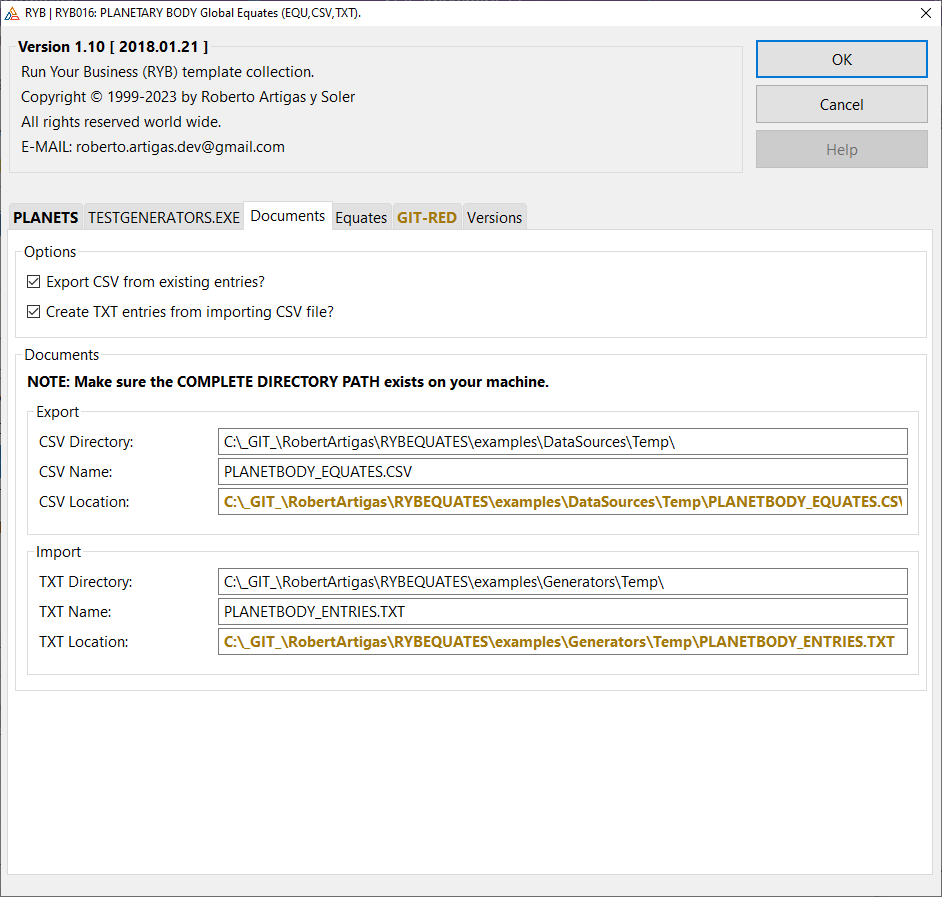 RYB | RYB016: PLANETARY BODY Global Equates (EQU,CSV,TXT).
Version 1.10 [ 2018.01.21 ]
Run Your Business (RYB) template collection.
Copyright © 1999-2023 by Roberto Artigas y Soler
All rights reserved world wide.
E-MAIL: roberto.artigas.dev@gmail.com
OK
Cancel
Help
PLANETS TESTGENERATORS.EXE Documents Equates GIT-RED Versions
Options
Export CSV from existing entries?
Create TXT entries from importing CSV file?
Documents
NOTE: Make sure the COMPLETE DIRECTORY PATH exists on your machine.
Export
CSV Directory: C:\_GIT_\RobertArtigas\RYBEQUATES\examples\DataSources\Temp\
CSV Name: PLANETBODY_EQUATES.CSV
CSV Location: C:\_GIT_\RobertArtigas\RYBEQUATES\examples\DataSources\Temp\PLANETBODY_EQUATES.CSV
Import
TXT Directory: C:\_GIT_\RobertArtigas\RYBEQUATES\examples\Generators\Temp\
TXT Name: PLANETBODY_ENTRIES.TXT
TXT Location: C:\_GIT_\RobertArtigas\RYBEQUATES\examples\Generators\Temp\PLANETBODY_ENTRIES.TXT